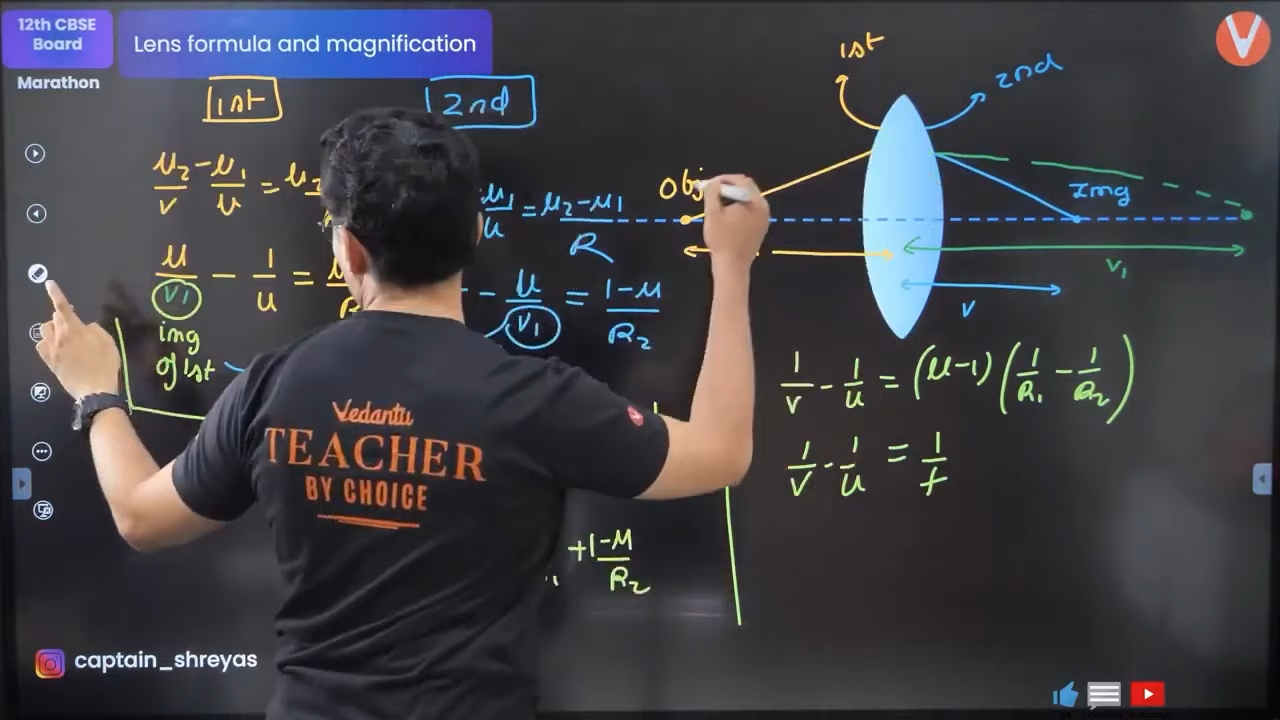 12th CBSE
Board
Marathon
Lens formula and magnification
1st
2nd
μ2/v - μ1/u = μ2
μ1/u = μ2-μ1/R
μ/v1 - 1/u =
- μ/v1 = 1-μ/R2
img
of 1st
+ 1-μ/R2
1st
2nd
Obj
Img
v1
v
1/v - 1/u = (μ-1)(1/R1 - 1/R2)
1/v - 1/u = 1/f
Vedantu
TEACHER
BY CHOICE
captain_shreyas